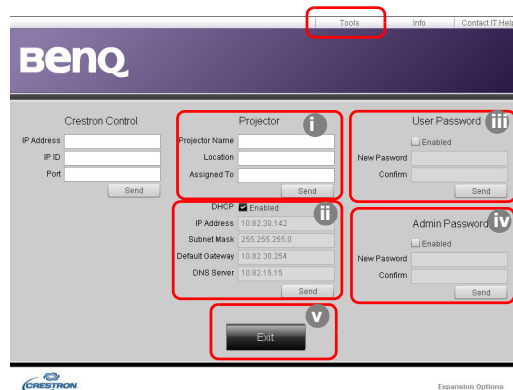 Tools Info Contact IT Help
BenQ
Crestron Control
IP Address
IP ID
Port
Send
Projector
i
Projector Name
Location
Assigned To
Send
DHCP Enabled
ii
IP Address 10.82.30.142
Subnet Mask 255.255.255.0
Default Gateway 10.82.30.254
DNS Server 10.82.15.15
Send
User Password
iii
Enabled
New Pasword
Confirm
Send
Admin Password
iv
Enabled
New Pasword
Confirm
Send
v
Exit
CRESTRON
Expansion Options